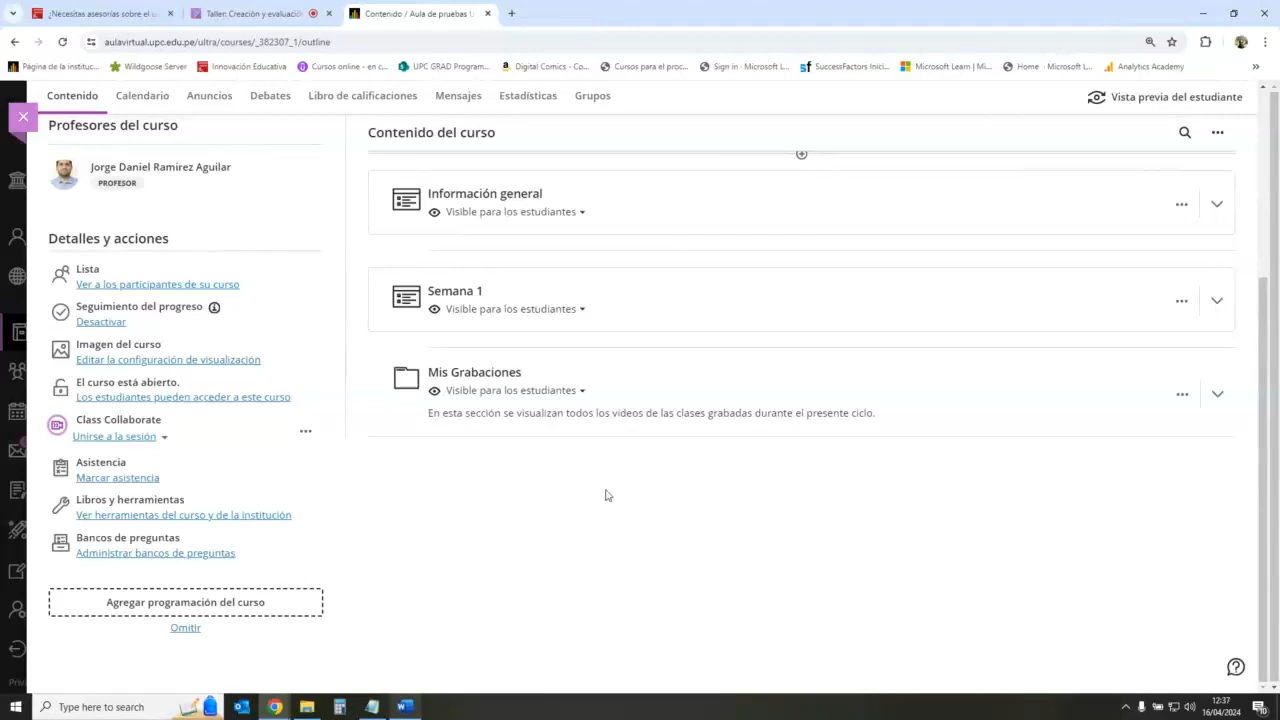 ¿Necesitas asesorías sobre el u
Taller: Creación y evaluación
Contenido / Aula de pruebas U
aulavirtual.upc.edu.pe/ultra/courses/_382307_1/outline
Página de la instituc...
Wildgoose Server
Innovación Educativa
Cursos online - en c...
UPC GRAD Program...
Digital Comics - Co...
Cursos para el proc...
Sign in · Microsoft L...
SuccessFactors Inici...
Microsoft Learn | Mi...
Home · Microsoft L...
Analytics Academy
Contenido
Calendario
Anuncios
Debates
Libro de calificaciones
Mensajes
Estadísticas
Grupos
Vista previa del estudiante
Profesores del curso
Jorge Daniel Ramirez Aguilar
PROFESOR
Detalles y acciones
Lista
Ver a los participantes de su curso
Seguimiento del progreso
Desactivar
Imagen del curso
Editar la configuración de visualización
El curso está abierto.
Los estudiantes pueden acceder a este curso
Class Collaborate
Unirse a la sesión
Asistencia
Marcar asistencia
Libros y herramientas
Ver herramientas del curso y de la institución
Bancos de preguntas
Administrar bancos de preguntas
Agregar programación del curso
Omitir
Priv
Contenido del curso
Información general
Visible para los estudiantes
Semana 1
Visible para los estudiantes
Mis Grabaciones
Visible para los estudiantes
En esta sección se visualizan todos los videos de las clases grabadas durante el presente ciclo.
Type here to search
12:37
16/04/2024